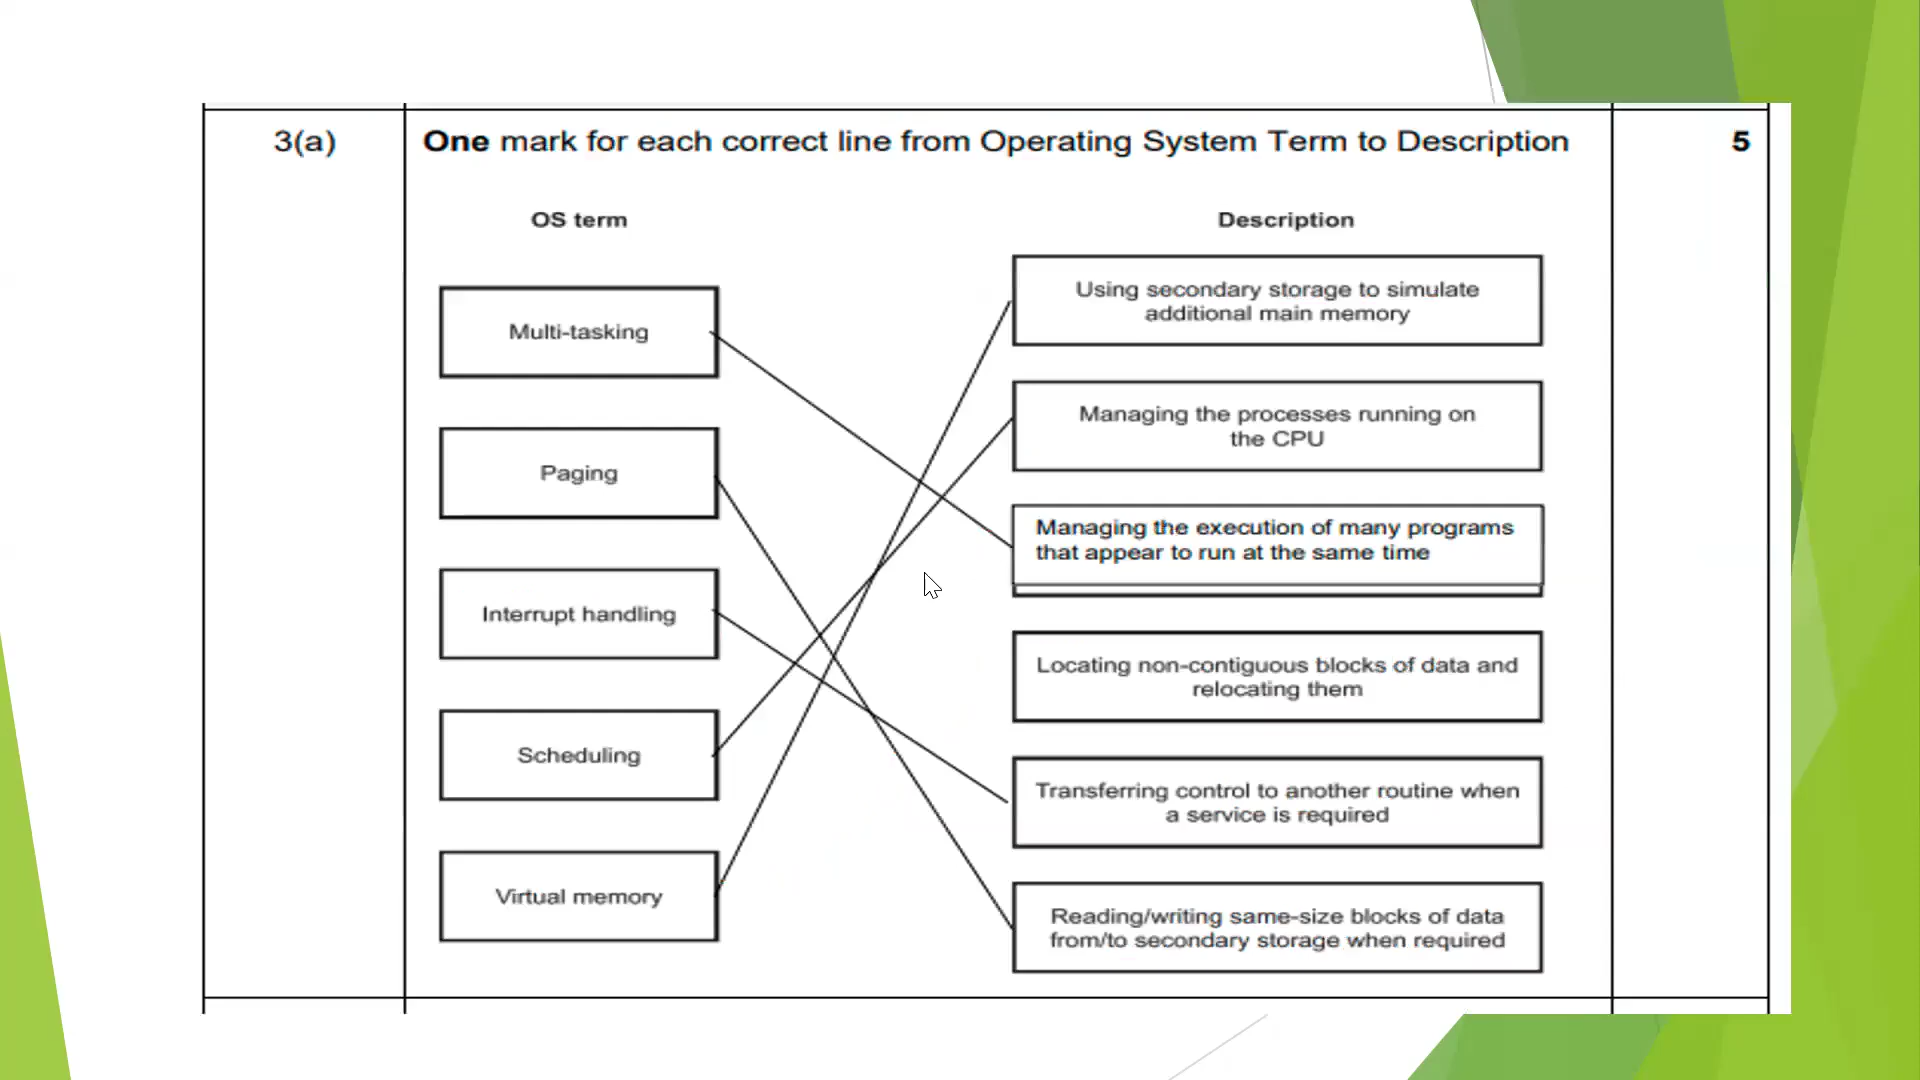 3(a)
One mark for each correct line from Operating System Term to Description
5
OS term
Description
Multi-tasking
Paging
Interrupt handling
Scheduling
Virtual memory
Using secondary storage to simulate
additional main memory
Managing the processes running on
the CPU
Managing the execution of many programs
that appear to run at the same time
Locating non-contiguous blocks of data and
relocating them
Transferring control to another routine when
a service is required
Reading/writing same-size blocks of data
from/to secondary storage when required